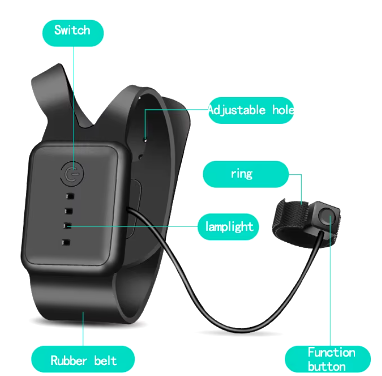 Switch
Adjustable hole
ring
lamplight
Rubber belt
Function
button